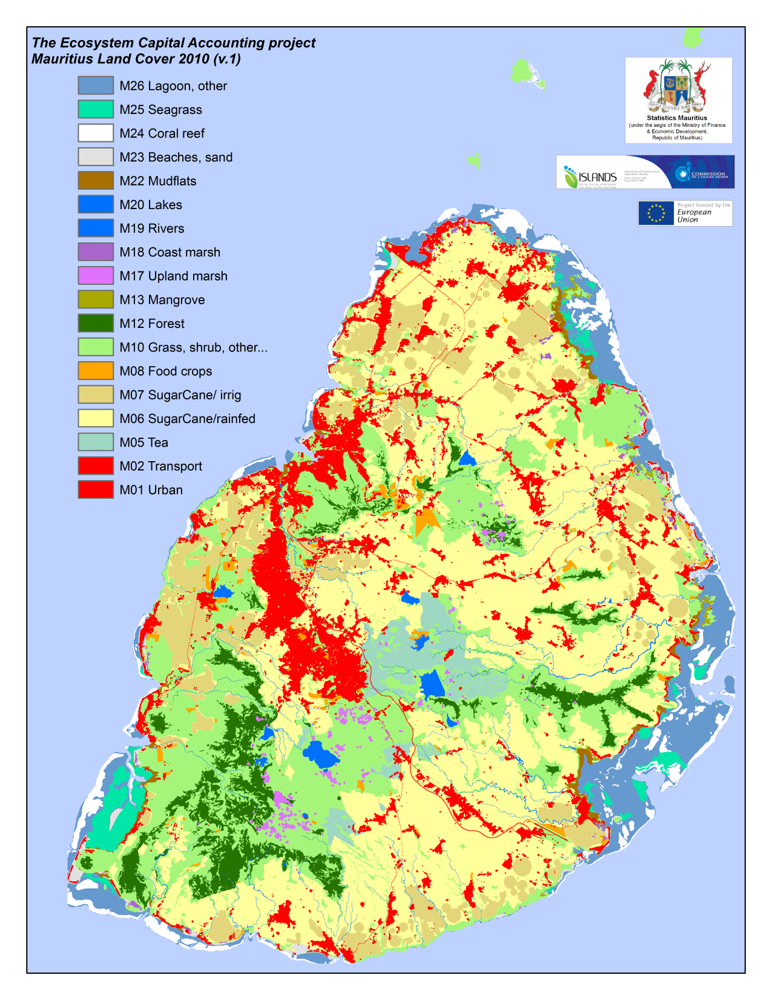 The Ecosystem Capital Accounting project
Mauritius Land Cover 2010 (v.1)
M26 Lagoon, other
M25 Seagrass
M24 Coral reef
M23 Beaches, sand
M22 Mudflats
M20 Lakes
M19 Rivers
M18 Coast marsh
M17 Upland marsh
M13 Mangrove
M12 Forest
M10 Grass, shrub, other...
M08 Food crops
M07 SugarCane/ irrig
M06 SugarCane/rainfed
M05 Tea
M02 Transport
M01 Urban
STELLA CLAVISQUE MARIS INDICI
Statistics Mauritius
(under the aegis of the Ministry of Finance
& Economic Development,
Republic of Mauritius)
ISLANDS
COMMISSION
DE L'OCEAN INDIEN
Project funded by the
European
Union